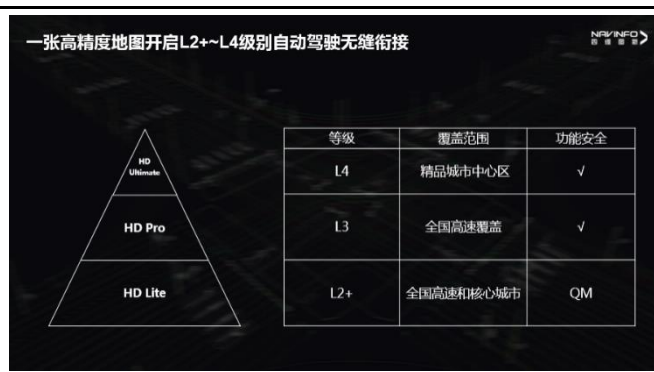 一张高精度地图开启L2+~L4级别自动驾驶无缝衔接
NAVINFO
四维图新
HD
Ultimate
HD Pro
HD Lite
等级 覆盖范围 功能安全
L4 精品城市中心区 √
L3 全国高速覆盖 √
L2+ 全国高速和核心城市 QM